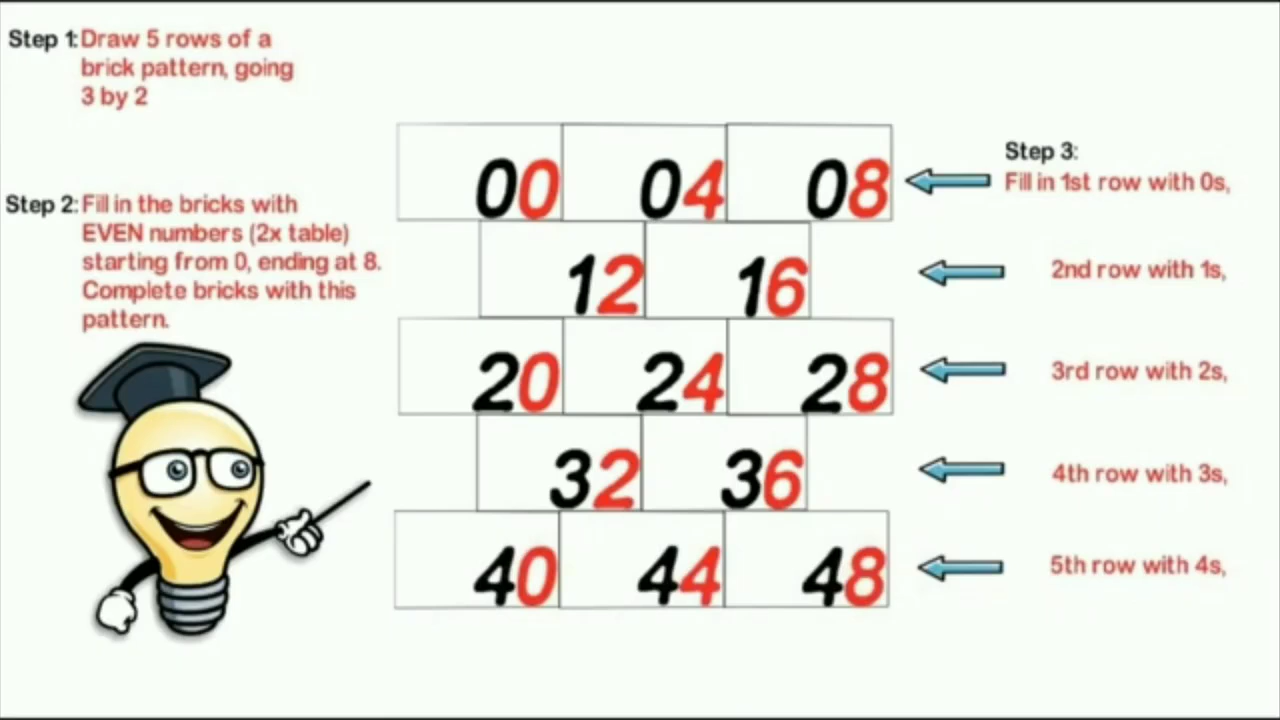 Step 1:Draw 5 rows of a
brick pattern, going
3 by 2
Step 2:Fill in the bricks with
EVEN numbers (2x table)
starting from 0, ending at 8.
Complete bricks with this
pattern.
00 04 08
12 16
20 24 28
32 36
40 44 48
Step 3:
Fill in 1st row with 0s,
2nd row with 1s,
3rd row with 2s,
4th row with 3s,
5th row with 4s,